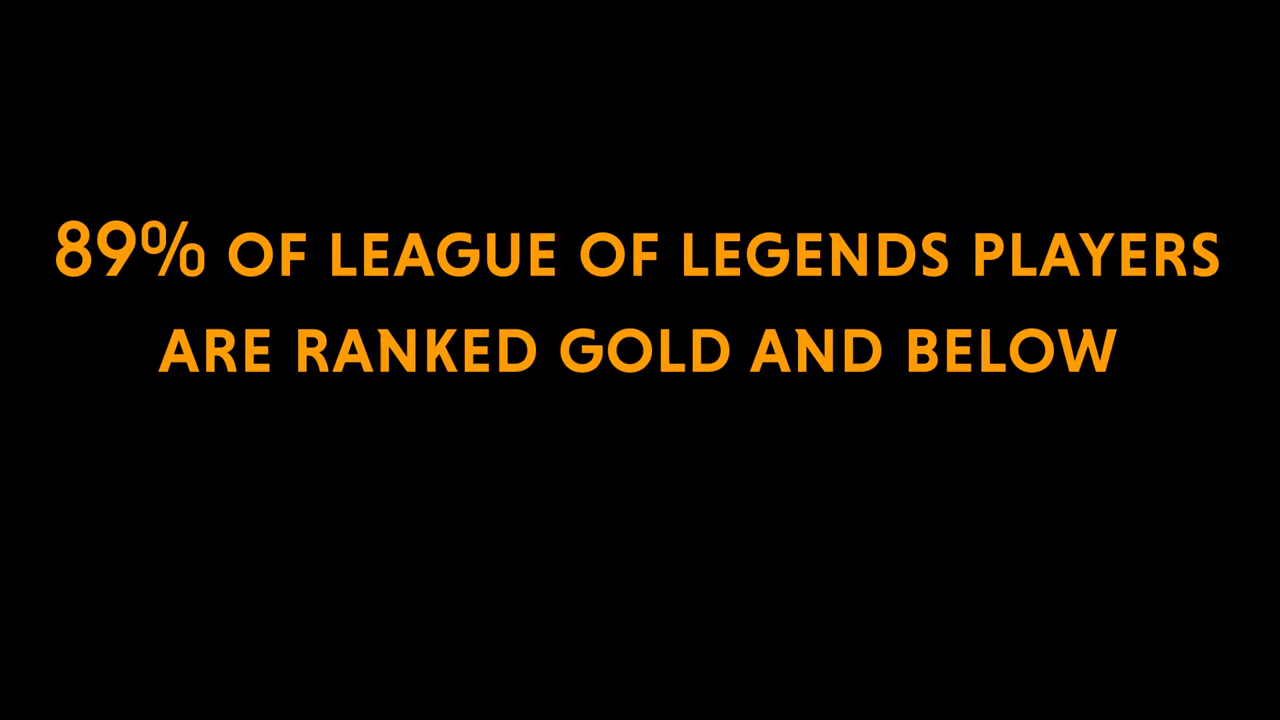 89% OF LEAGUE OF LEGENDS PLAYERS
ARE RANKED GOLD AND BELOW